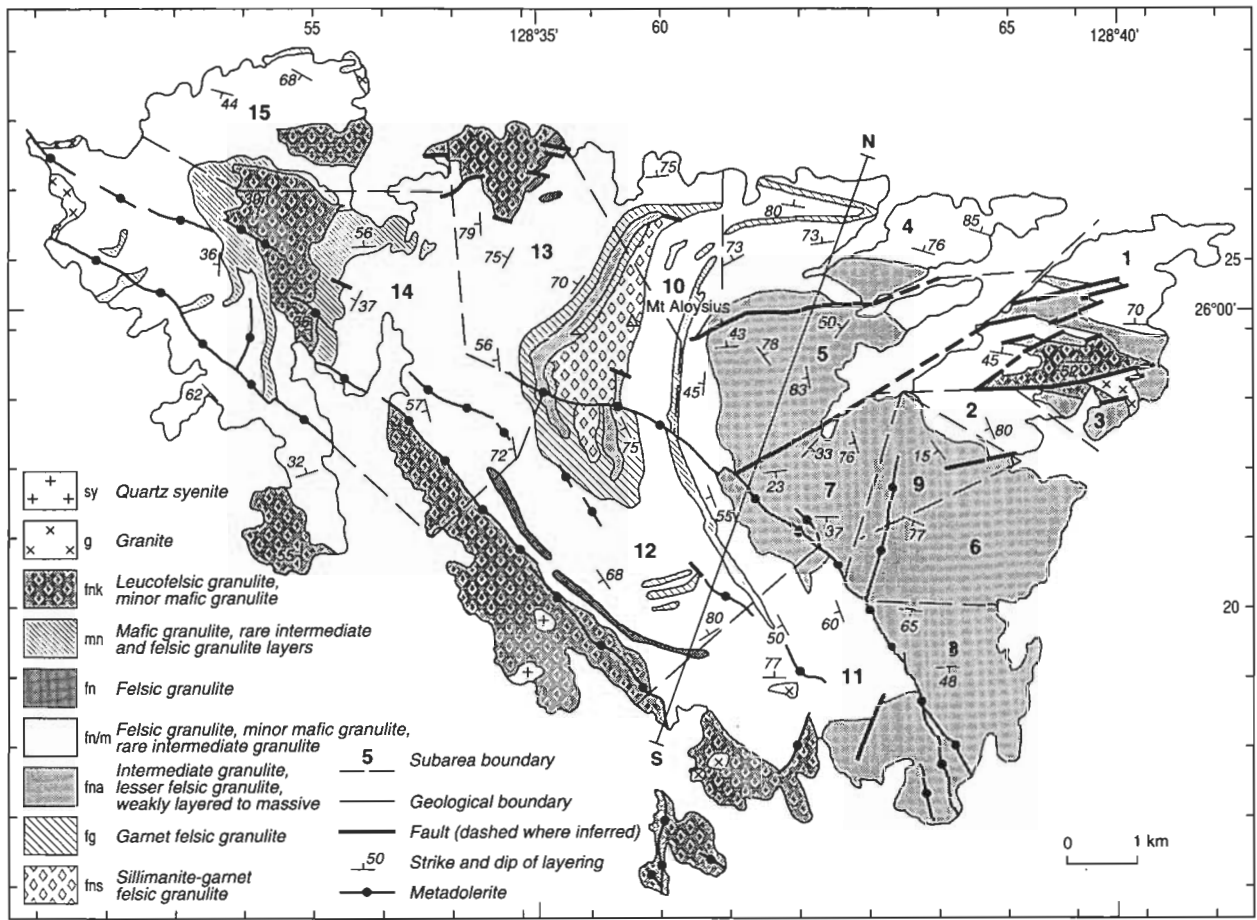 55 128°35' 60 65 128°40'
68
44 15
N
75
30
80
85
4
79
73
56
76
13
75
73
1
36
10
25
70
Mt Aloysius
14
37
26°00'
43
50
70
78
5
36
45
52
56
83
45
2
62
57
3
80
72
75
33
76
15
32
23
7
9
55
37
77
55
12
6
68
20
80
50
60
65
77
11
8
48
S
sy Quartz syenite
g Granite
fnk Leucofelsic granulite,
minor mafic granulite
mn Mafic granulite, rare intermediate
and felsic granulite layers
fn Felsic granulite
fn/m Felsic granulite, minor mafic granulite,
rare intermediate granulite
fna Intermediate granulite,
lesser felsic granulite,
weakly layered to massive
fg Garnet felsic granulite
fns Sillimanite-garnet
felsic granulite
5 Subarea boundary
Geological boundary
Fault (dashed where inferred)
50 Strike and dip of layering
Metadolerite
0 1 km